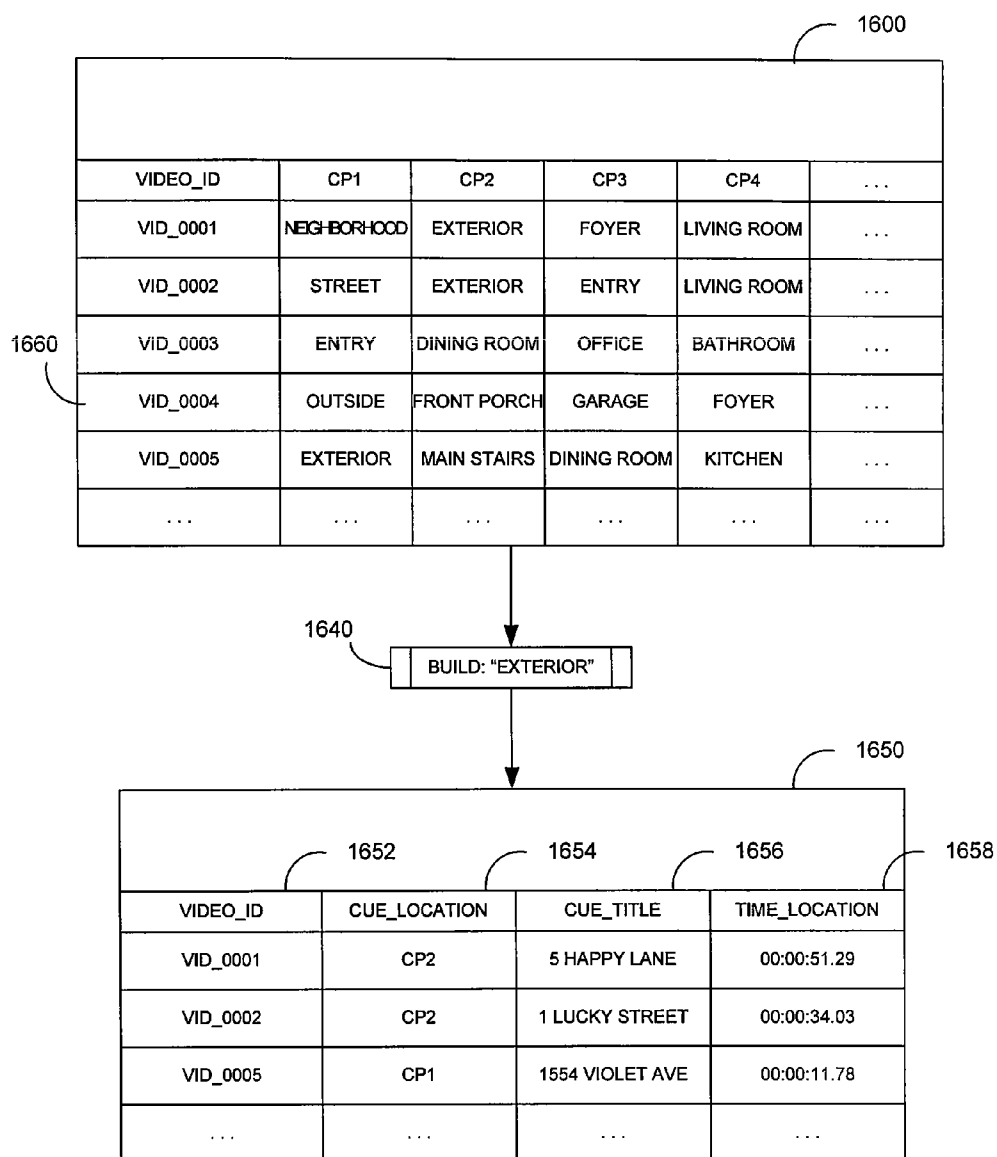 1600
VIDEO_ID CP1 CP2 CP3 CP4 ...
VID_0001 NEIGHBORHOOD EXTERIOR FOYER LIVING ROOM ...
VID_0002 STREET EXTERIOR ENTRY LIVING ROOM ...
1660 VID_0003 ENTRY DINING ROOM OFFICE BATHROOM ...
VID_0004 OUTSIDE FRONT PORCH GARAGE FOYER ...
VID_0005 EXTERIOR MAIN STAIRS DINING ROOM KITCHEN ...
... ... ... ... ... ...
1640
BUILD: “EXTERIOR”
1650
1652 1654 1656 1658
VIDEO_ID CUE_LOCATION CUE_TITLE TIME_LOCATION
VID_0001 CP2 5 HAPPY LANE 00:00:51.29
VID_0002 CP2 1 LUCKY STREET 00:00:34.03
VID_0005 CP1 1554 VIOLET AVE 00:00:11.78
... ... ... ...